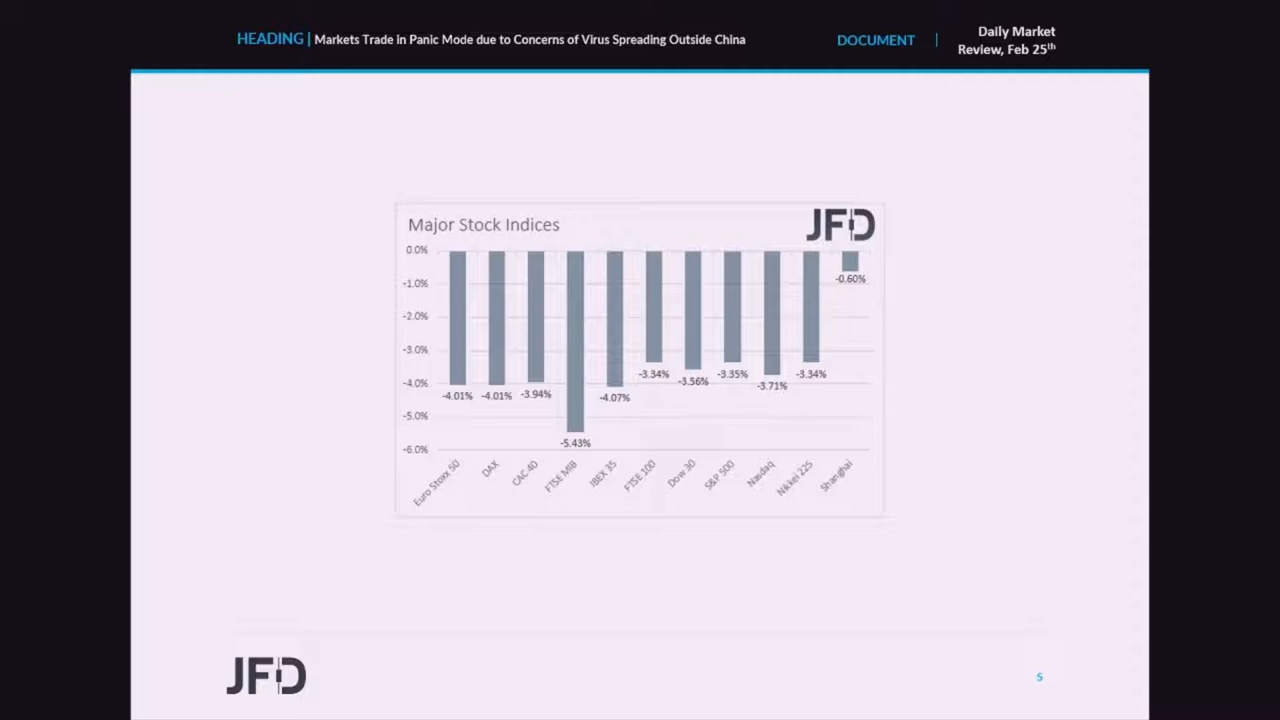 HEADING | Markets Trade in Panic Mode due to Concerns of Virus Spreading Outside China
DOCUMENT | Daily Market
Review, Feb 25th
Major Stock Indices
JFD
0.0%
-1.0%
-2.0%
-3.0%
-4.0%
-5.0%
-6.0%
-4.01%
-4.01%
-3.94%
-5.43%
-4.07%
-3.34%
-3.56%
-3.35%
-3.71%
-3.34%
-0.60%
Euro Stoxx 50
DAX
CAC 40
FTSE MIB
IBEX 35
FTSE 100
Dow 30
S&P 500
Nasdaq
Nikkei 225
Shanghai
JFD
5